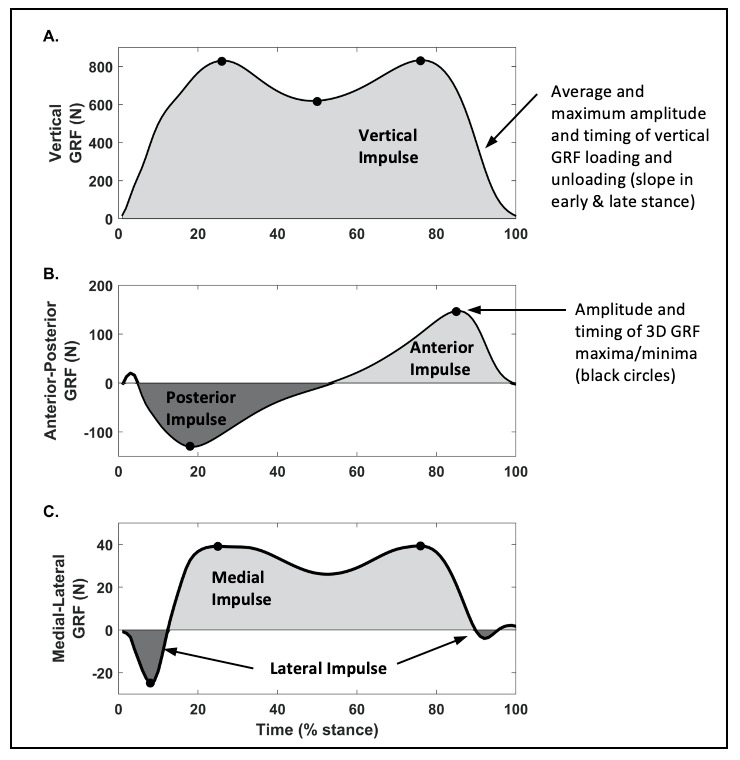 A.
Vertical
GRF (N)
800
600
400
200
0
Vertical
Impulse
0 20 40 60 80 100
Average and
maximum amplitude
and timing of vertical
GRF loading and
unloading (slope in
early & late stance)
B.
Anterior-Posterior
GRF (N)
200
100
0
-100
Posterior
Impulse
Anterior
Impulse
0 20 40 60 80 100
Amplitude and
timing of 3D GRF
maxima/minima
(black circles)
C.
Medial-Lateral
GRF (N)
40
20
0
-20
Medial
Impulse
Lateral Impulse
0 20 40 60 80 100
Time (% stance)